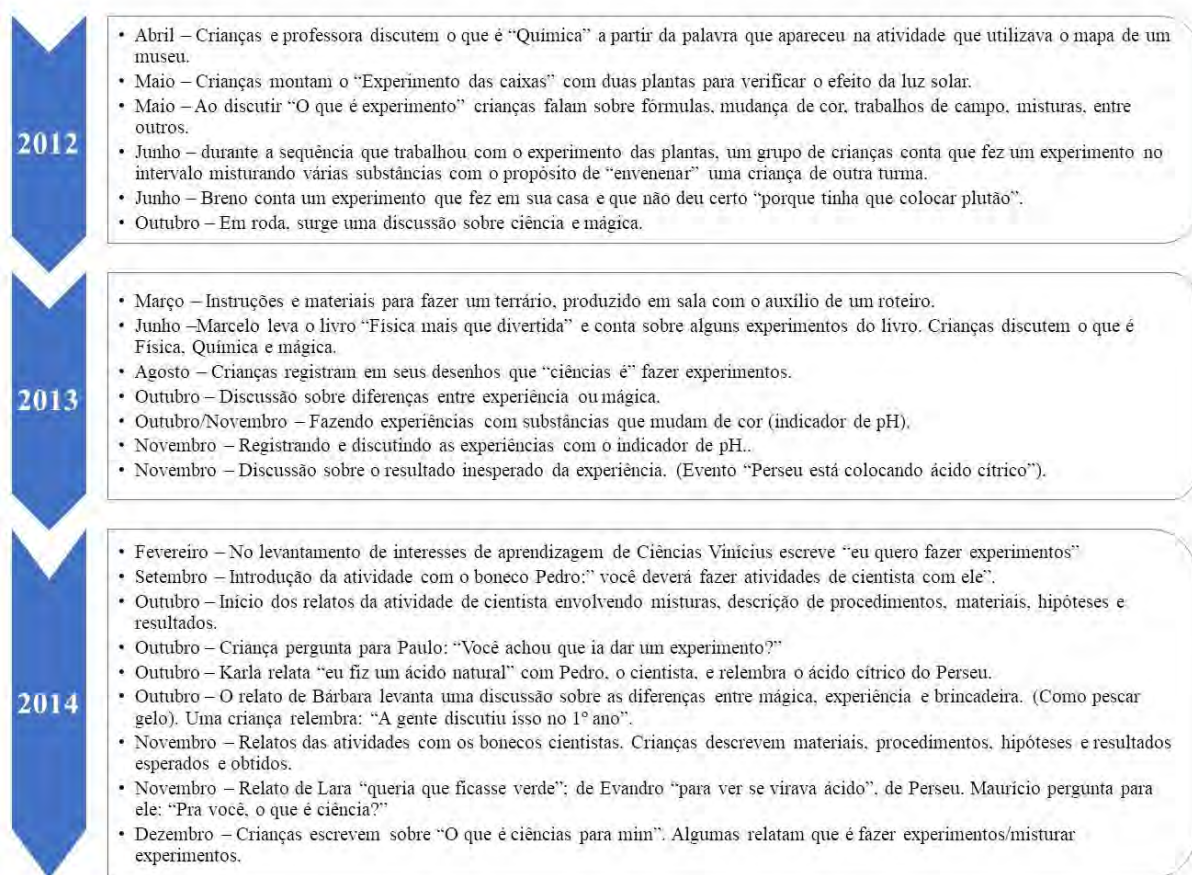 2012
• Abril – Crianças e professora discutem o que é “Química” a partir da palavra que apareceu na atividade que utilizava o mapa de um
museu.
• Maio – Crianças montam o “Experimento das caixas” com duas plantas para verificar o efeito da luz solar.
• Maio – Ao discutir “O que é experimento” crianças falam sobre fórmulas, mudança de cor, trabalhos de campo, misturas, entre
outros.
• Junho – durante a sequência que trabalhou com o experimento das plantas, um grupo de crianças conta que fez um experimento no
intervalo misturando várias substâncias com o propósito de “envenenar” uma criança de outra turma.
• Junho – Breno conta um experimento que fez em sua casa e que não deu certo “porque tinha que colocar plutão”.
• Outubro – Em roda, surge uma discussão sobre ciência e mágica.
2013
• Março – Instruções e materiais para fazer um terrário, produzido em sala com o auxílio de um roteiro.
• Junho –Marcelo leva o livro “Física mais que divertida” e conta sobre alguns experimentos do livro. Crianças discutem o que é
Física, Química e mágica.
• Agosto – Crianças registram em seus desenhos que “ciências é” fazer experimentos.
• Outubro – Discussão sobre diferenças entre experiência ou mágica.
• Outubro/Novembro – Fazendo experiências com substâncias que mudam de cor (indicador de pH).
• Novembro – Registrando e discutindo as experiências com o indicador de pH..
• Novembro – Discussão sobre o resultado inesperado da experiência. (Evento “Perseu está colocando ácido cítrico”).
2014
• Fevereiro – No levantamento de interesses de aprendizagem de Ciências Vinícius escreve “eu quero fazer experimentos”
• Setembro – Introdução da atividade com o boneco Pedro:” você deverá fazer atividades de cientista com ele”.
• Outubro – Início dos relatos da atividade de cientista envolvendo misturas, descrição de procedimentos, materiais, hipóteses e
resultados.
• Outubro – Criança pergunta para Paulo: “Você achou que ia dar um experimento?”
• Outubro – Karla relata “eu fiz um ácido natural” com Pedro, o cientista, e relembra o ácido cítrico do Perseu.
• Outubro – O relato de Bárbara levanta uma discussão sobre as diferenças entre mágica, experiência e brincadeira. (Como pescar
gelo). Uma criança relembra: “A gente discutiu isso no 1º ano”.
• Novembro – Relatos das atividades com os bonecos cientistas. Crianças descrevem materiais, procedimentos, hipóteses e resultados
esperados e obtidos.
• Novembro – Relato de Lara “queria que ficasse verde”; de Evandro “para ver se virava ácido”, de Perseu. Maurício pergunta para
ele: “Pra você, o que é ciência?”
• Dezembro – Crianças escrevem sobre “O que é ciências para mim”. Algumas relatam que é fazer experimentos/misturar
experimentos.